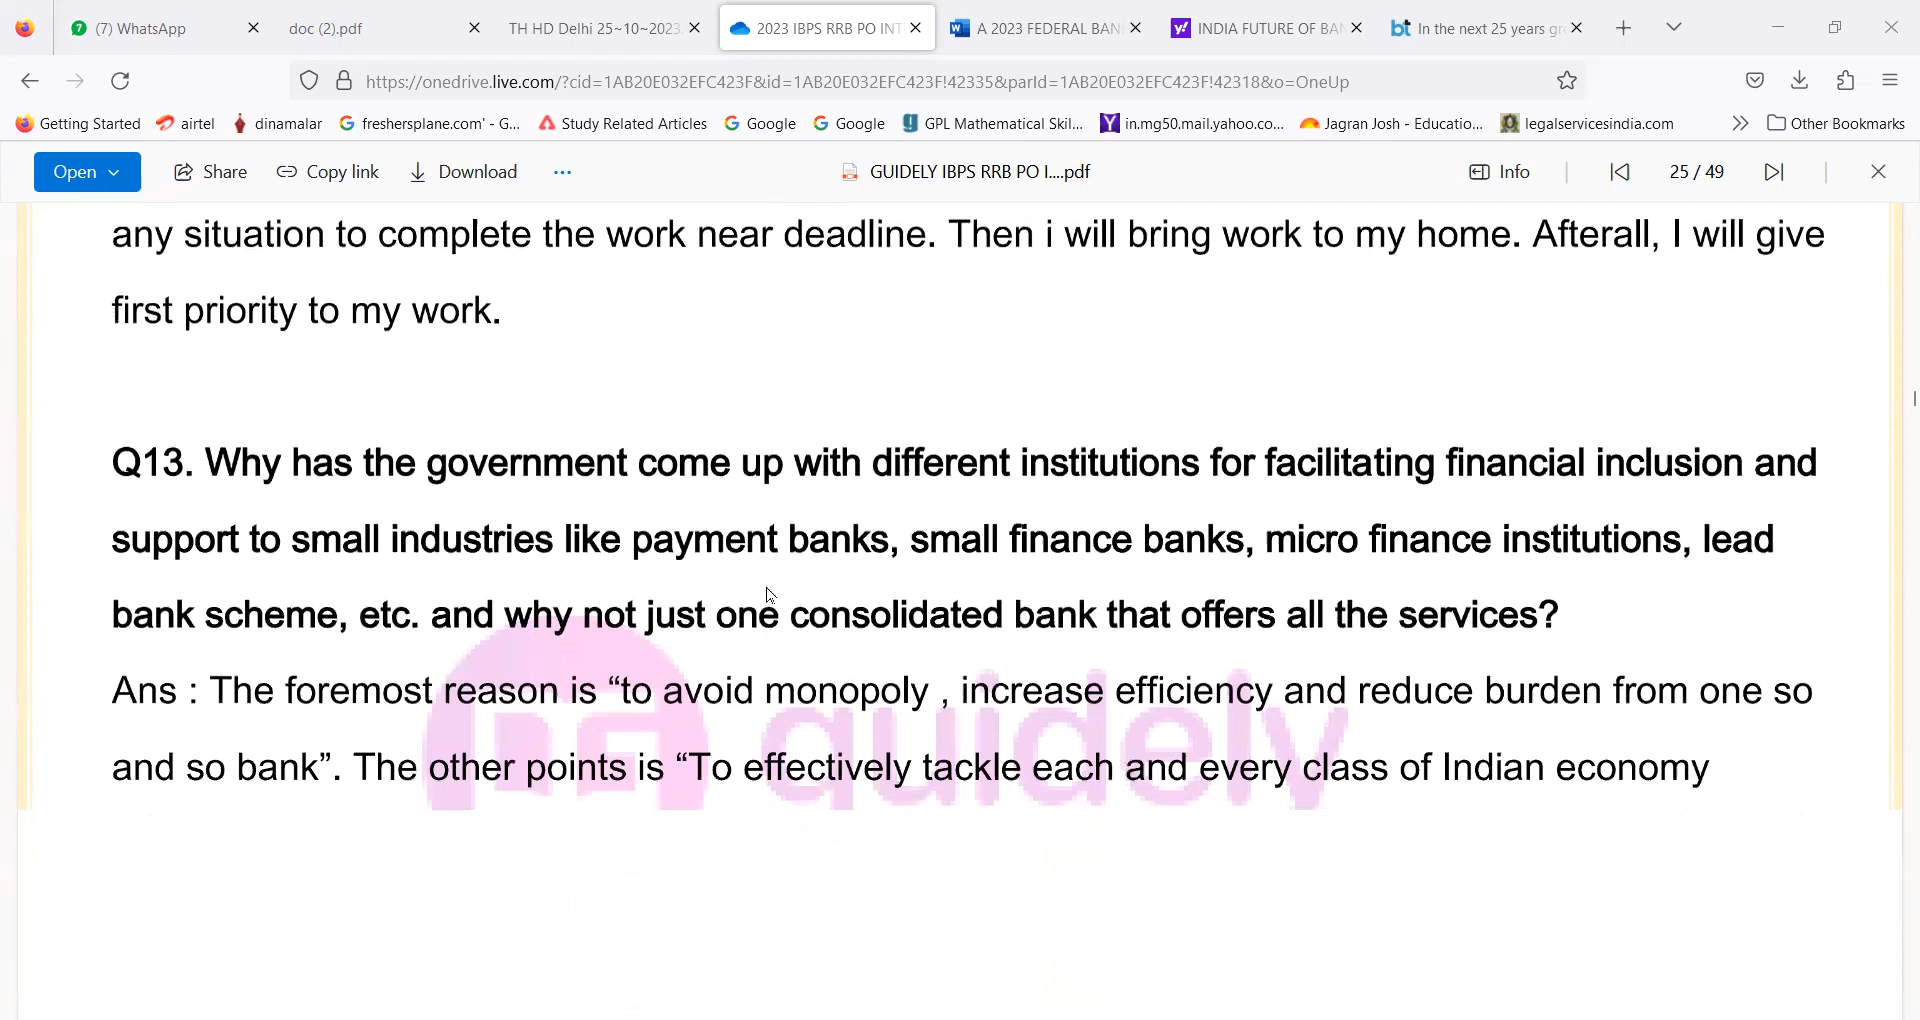 (7) WhatsApp
doc (2).pdf
TH HD Delhi 25~10~2023.
2023 IBPS RRB PO INT
A 2023 FEDERAL BAN
INDIA FUTURE OF BAN
bt In the next 25 years gr
https://onedrive.live.com/?cid=1AB20E032EFC423F&id=1AB20E032EFC423F!42335&parId=1AB20E032EFC423F!42318&o=OneUp
Getting Started
airtel
dinamalar
freshersplane.com' - G...
Study Related Articles
Google
Google
GPL Mathematical Skil...
in.mg50.mail.yahoo.co...
Jagran Josh - Educatio...
legalservicesindia.com
Other Bookmarks
Open
Share
Copy link
Download
GUIDELY IBPS RRB PO I....pdf
Info
25 / 49
any situation to complete the work near deadline. Then i will bring work to my home. Afterall, I will give
first priority to my work.
Q13. Why has the government come up with different institutions for facilitating financial inclusion and
support to small industries like payment banks, small finance banks, micro finance institutions, lead
bank scheme, etc. and why not just one consolidated bank that offers all the services?
Ans : The foremost reason is “to avoid monopoly , increase efficiency and reduce burden from one so
and so bank”. The other points is “To effectively tackle each and every class of Indian economy
guidely